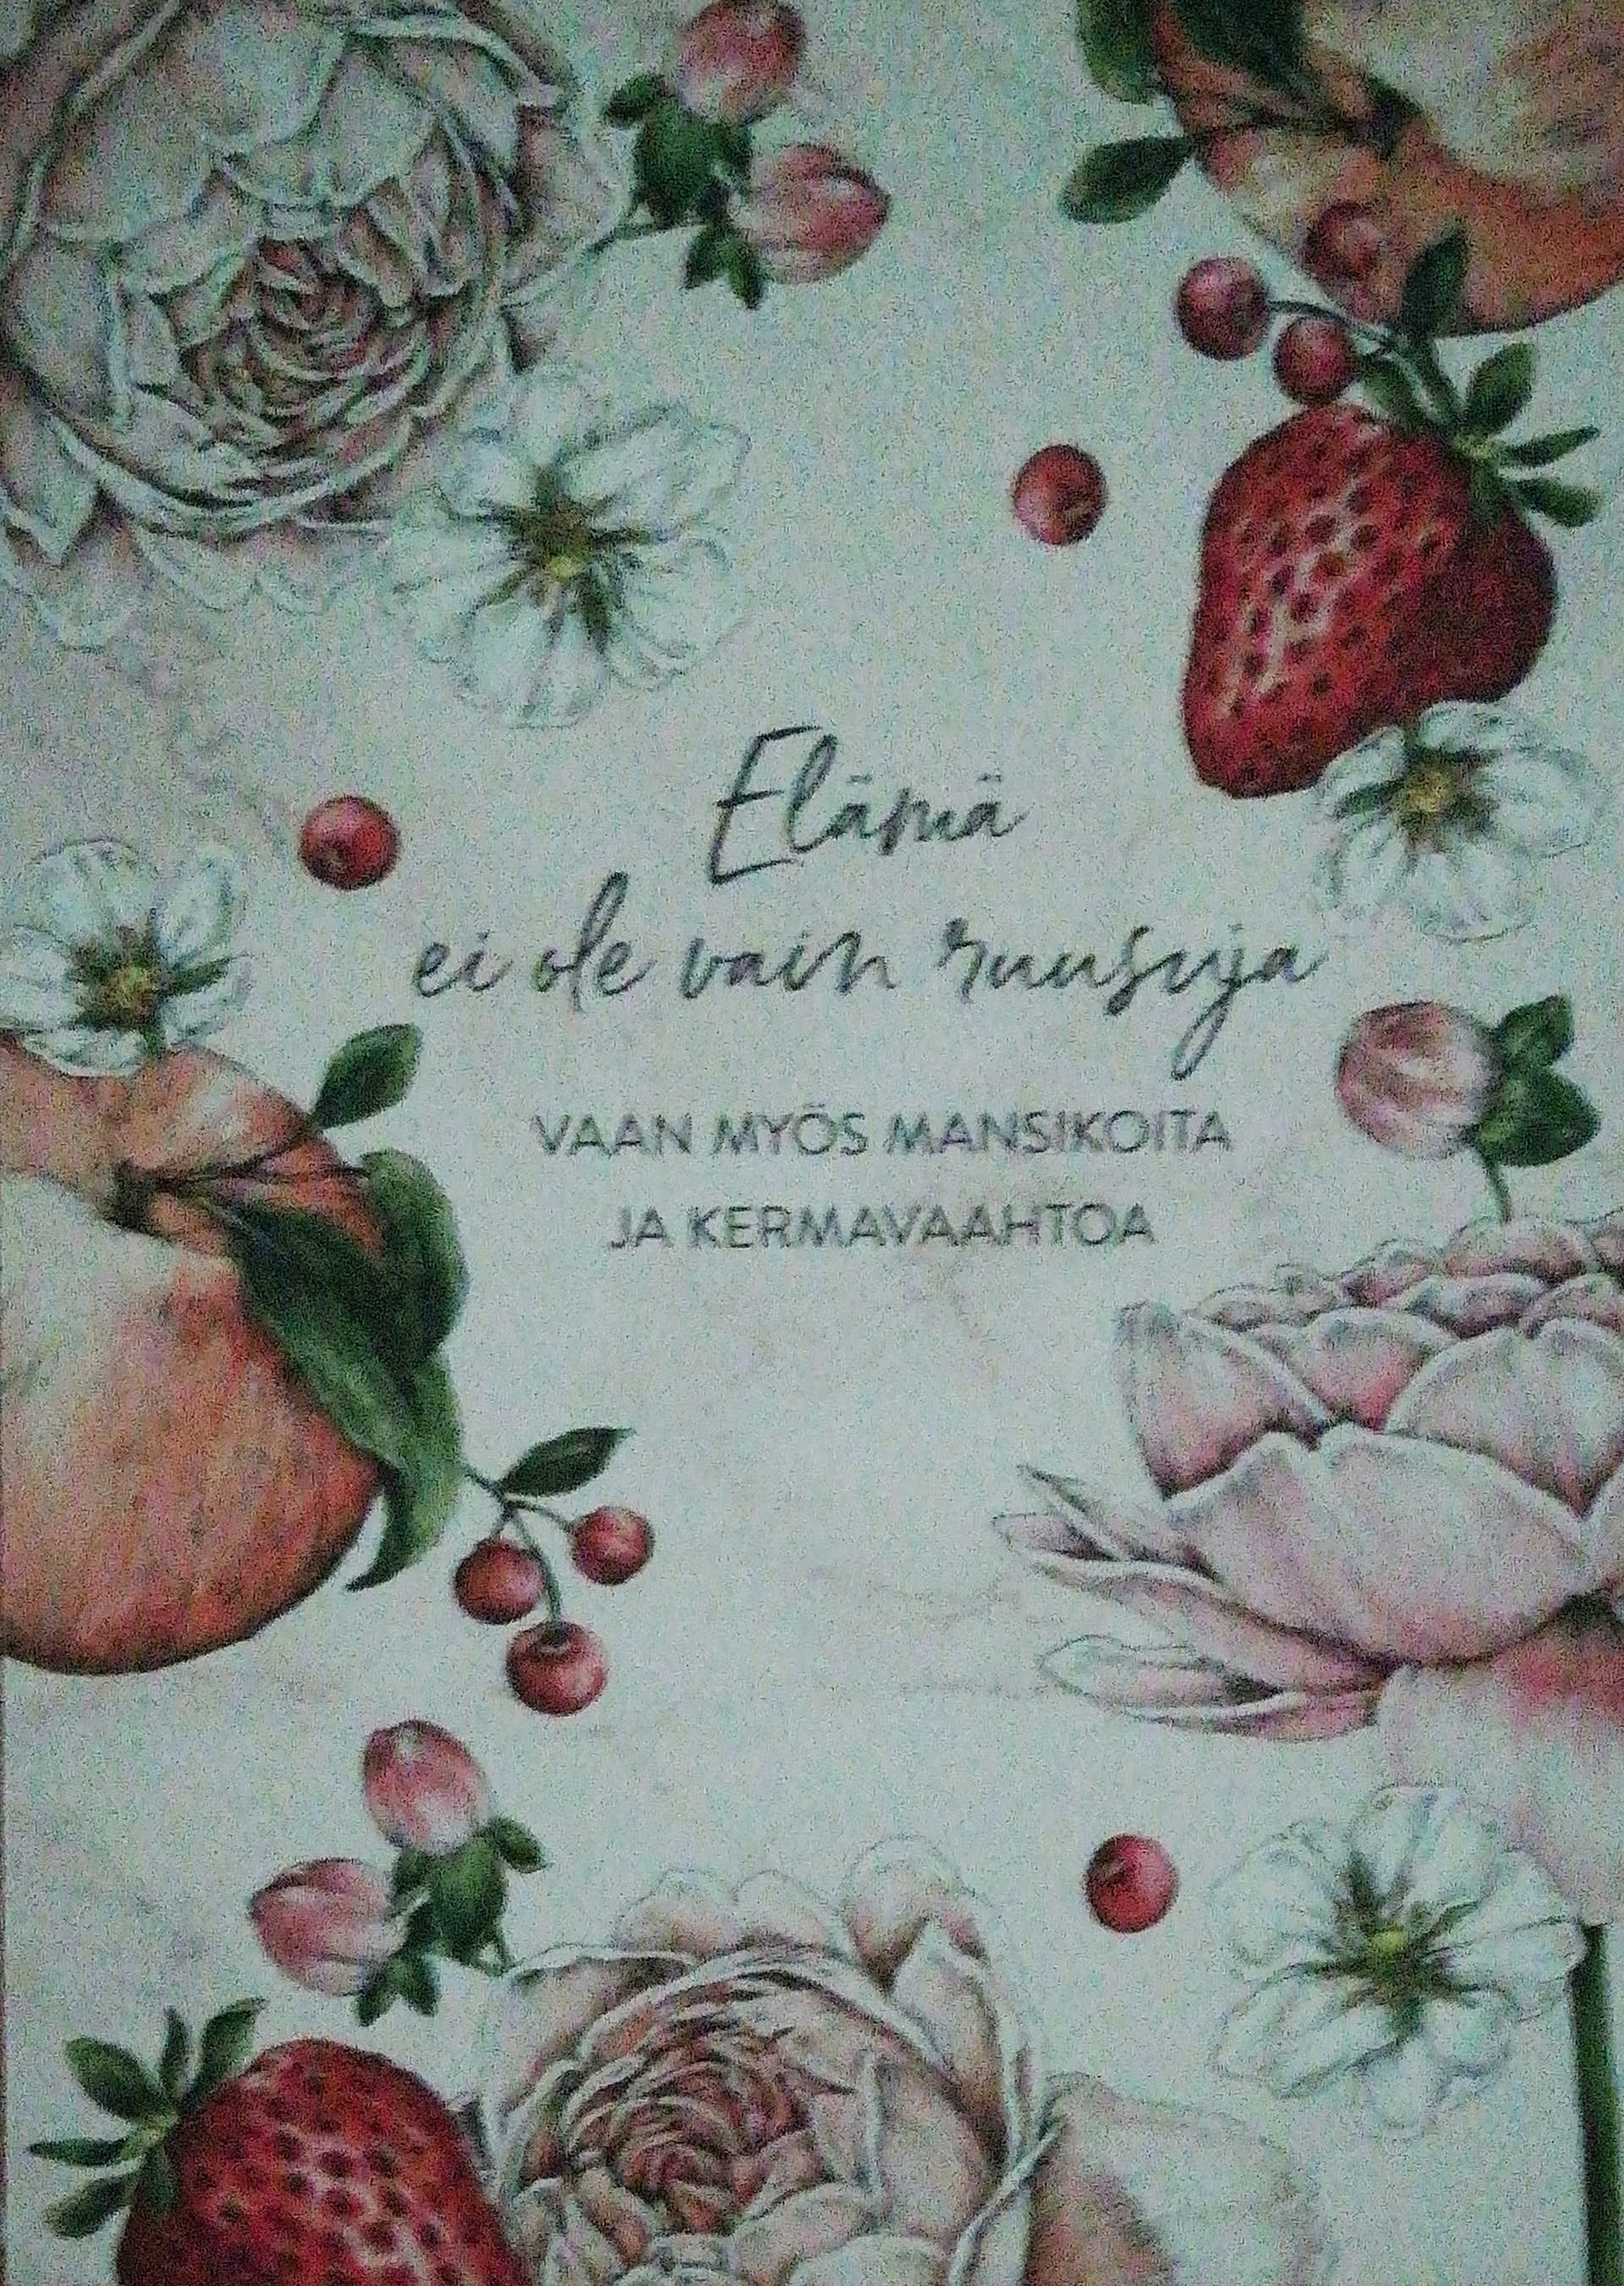 Elämä
ei ole vain ruusuja
VAAN MYÖS MANSIKOITA
JA KERMAVAAHTOA